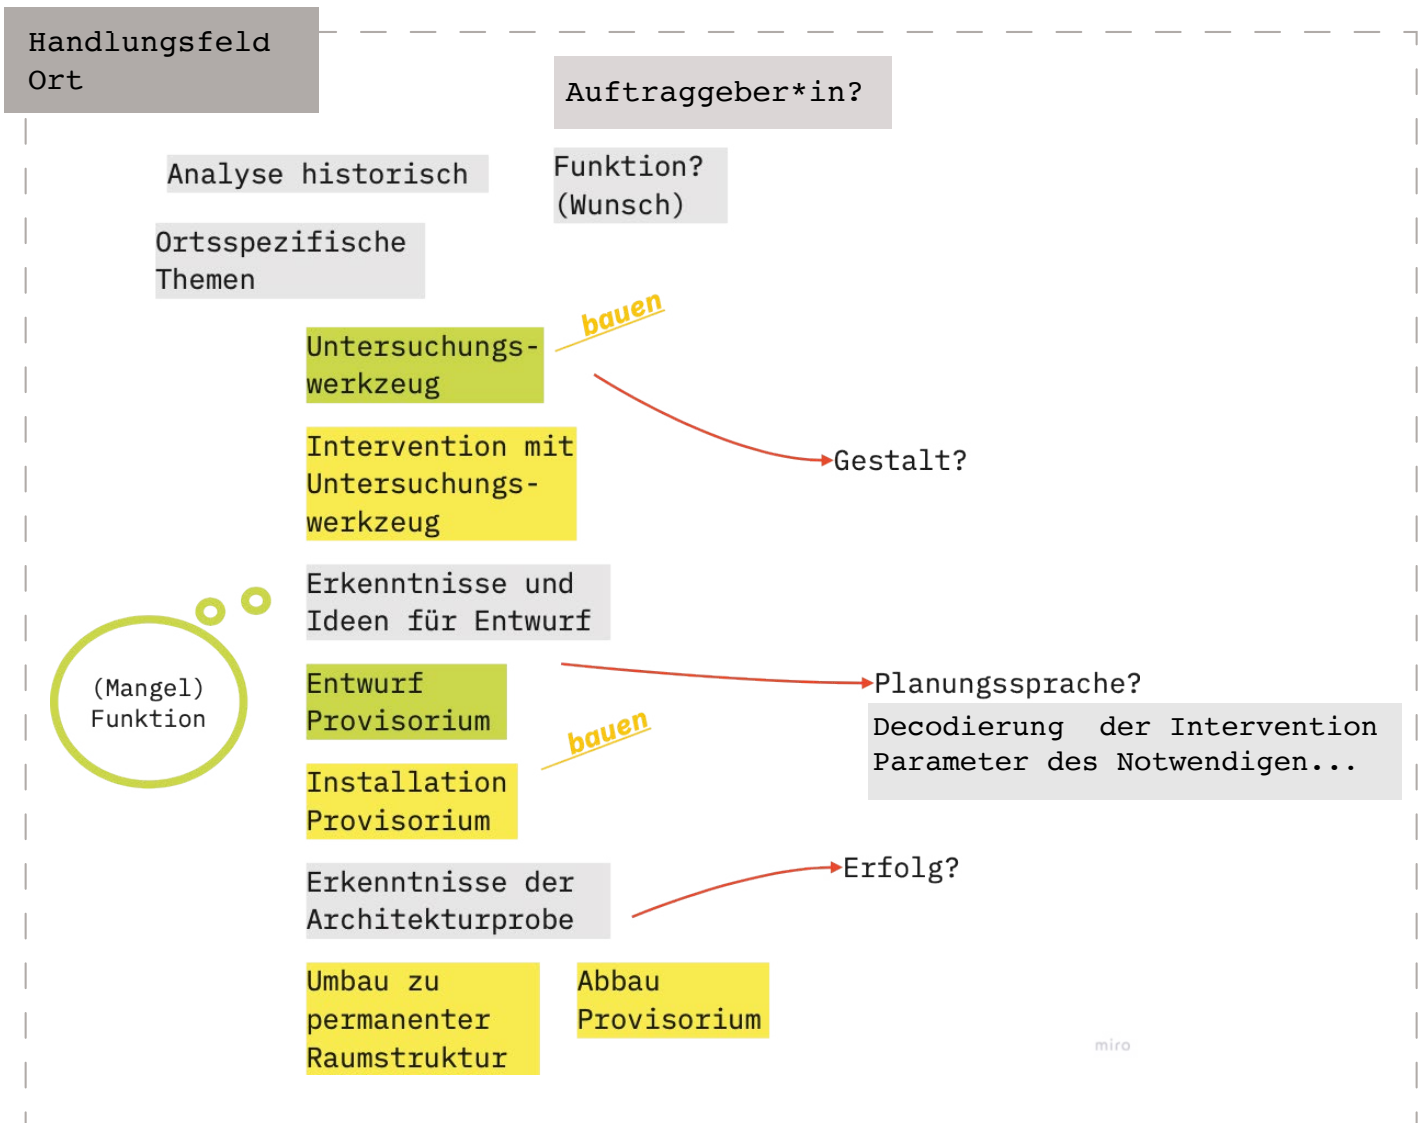 Handlungsfeld
Ort
Auftraggeber*in?
Analyse historisch
Funktion?
(Wunsch)
Ortsspezifische
Themen
bauen
Untersuchungs-
werkzeug
Intervention mit
Untersuchungs-
werkzeug
Gestalt?
Erkenntnisse und
Ideen für Entwurf
(Mangel)
Funktion
Entwurf
Provisorium
Planungssprache?
Decodierung der Intervention
Parameter des Notwendigen...
bauen
Installation
Provisorium
Erkenntnisse der
Architekturprobe
Erfolg?
Umbau zu
permanenter
Raumstruktur
Abbau
Provisorium
miro